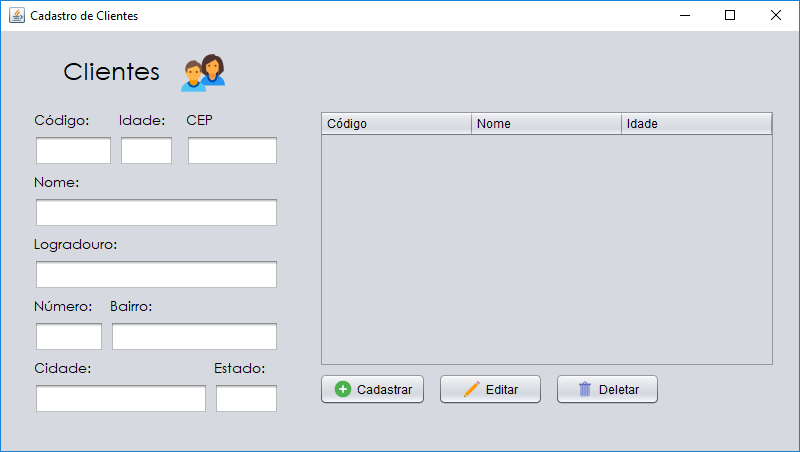 Cadastro de Clientes
Clientes
Código: Idade: CEP
Nome:
Logradouro:
Número: Bairro:
Cidade: Estado:
Código Nome Idade
Cadastrar Editar Deletar